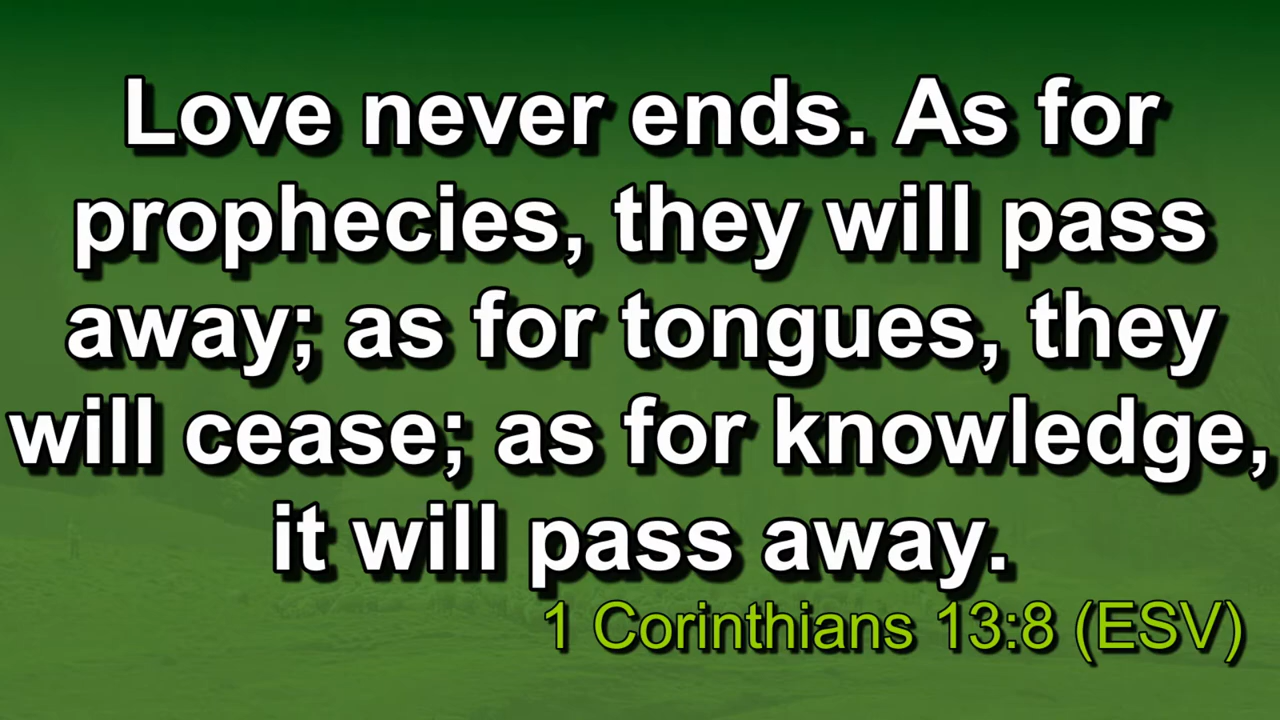 Love never ends. As for
prophecies, they will pass
away; as for tongues, they
will cease; as for knowledge,
it will pass away.
1 Corinthians 13:8 (ESV)